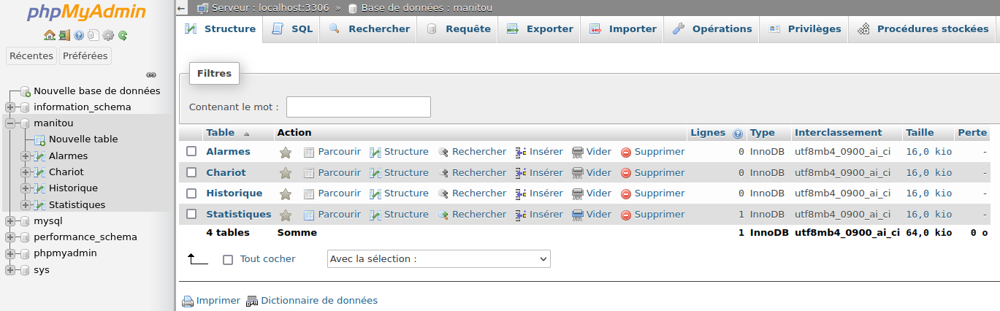 phpMyAdmin
Récentes Préférées
Nouvelle base de données
information_schema
manitou
Nouvelle table
Alarmes
Chariot
Historique
Statistiques
mysql
performance_schema
phpmyadmin
sys
← Serveur : localhost:3306 » Base de données : manitou
Structure SQL Rechercher Requête Exporter Importer Opérations Privilèges Procédures stockées
Filtres
Contenant le mot :
Table Action Lignes Type Interclassement Taille Perte
Alarmes Parcourir Structure Rechercher Insérer Vider Supprimer 0 InnoDB utf8mb4_0900_ai_ci 16,0 kio -
Chariot Parcourir Structure Rechercher Insérer Vider Supprimer 0 InnoDB utf8mb4_0900_ai_ci 16,0 kio -
Historique Parcourir Structure Rechercher Insérer Vider Supprimer 0 InnoDB utf8mb4_0900_ai_ci 16,0 kio -
Statistiques Parcourir Structure Rechercher Insérer Vider Supprimer 1 InnoDB utf8mb4_0900_ai_ci 16,0 kio -
4 tables Somme 1 InnoDB utf8mb4_0900_ai_ci 64,0 kio 0 o
Tout cocher Avec la sélection :
Imprimer Dictionnaire de données